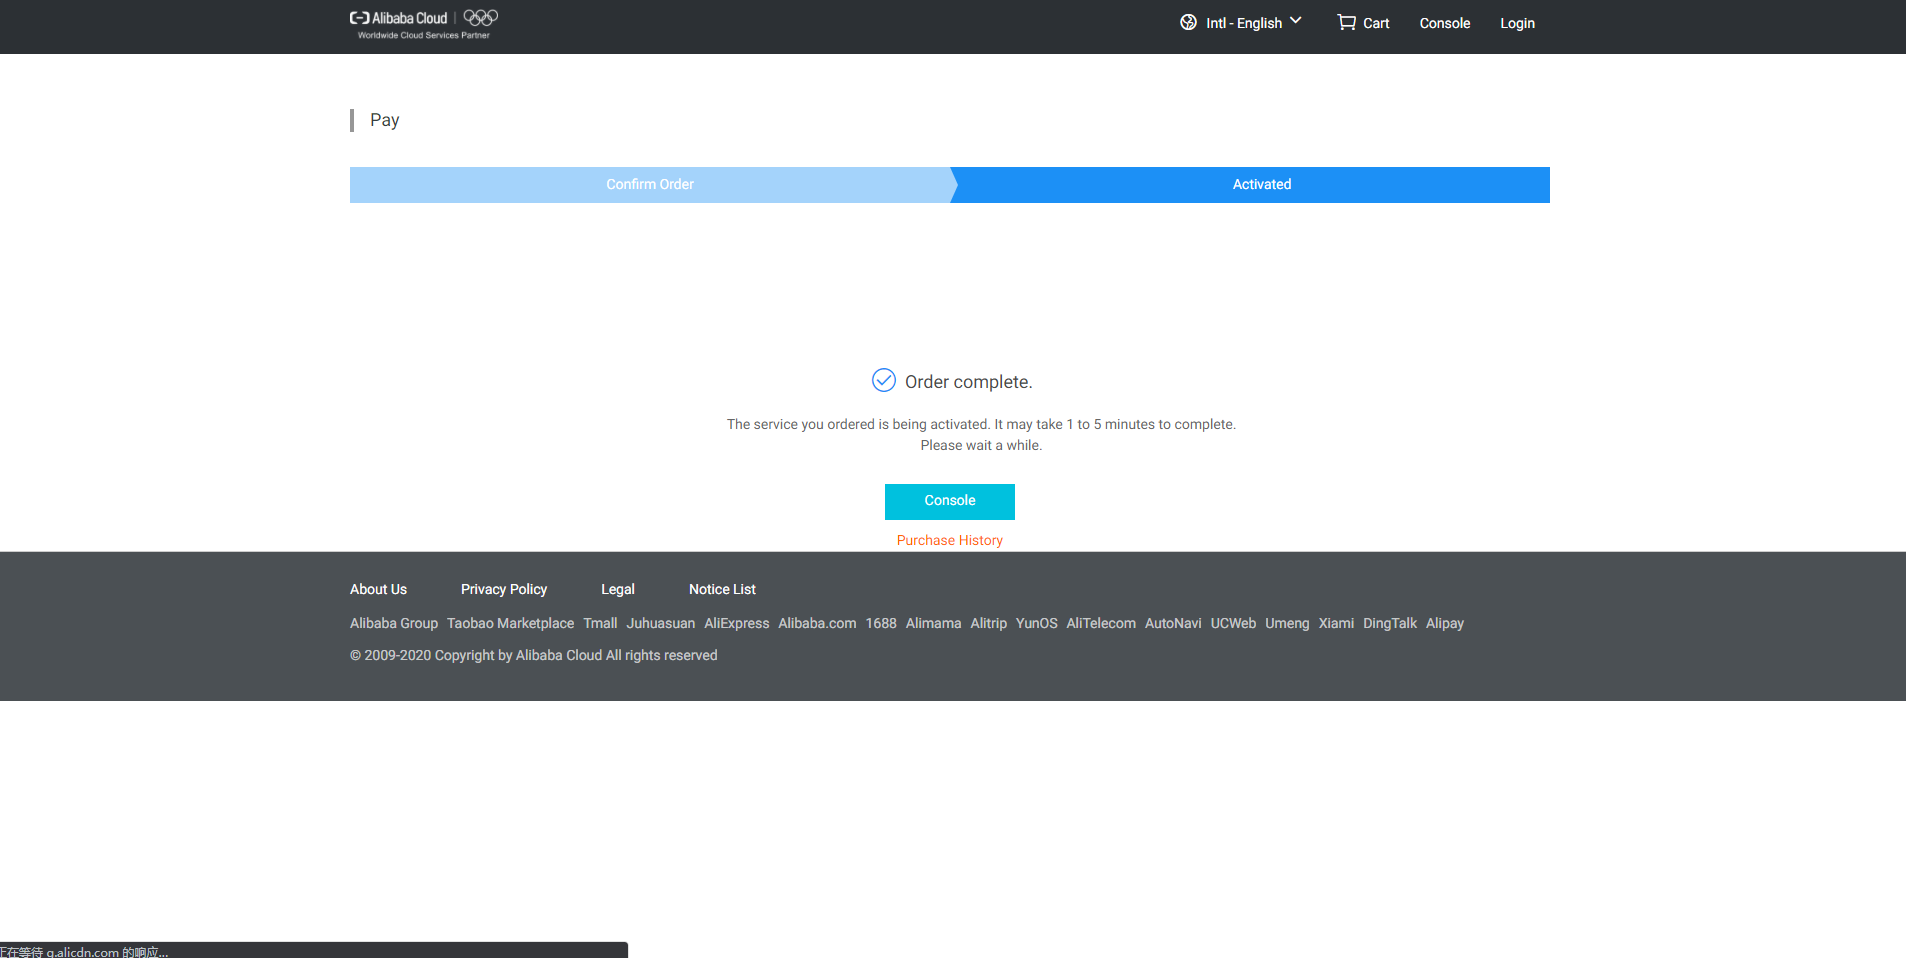 Alibaba Cloud
Worldwide Cloud Services Partner
Intl - English
Cart
Console
Login
Pay
Confirm Order
Activated
Order complete.
The service you ordered is being activated. It may take 1 to 5 minutes to complete.
Please wait a while.
Console
Purchase History
About Us Privacy Policy Legal Notice List
Alibaba Group Taobao Marketplace Tmall Juhuasuan AliExpress Alibaba.com 1688 Alimama Alitrip YunOS AliTelecom AutoNavi UCWeb Umeng Xiami DingTalk Alipay
© 2009-2020 Copyright by Alibaba Cloud All rights reserved
正在等待 g.alicdn.com 的响应...